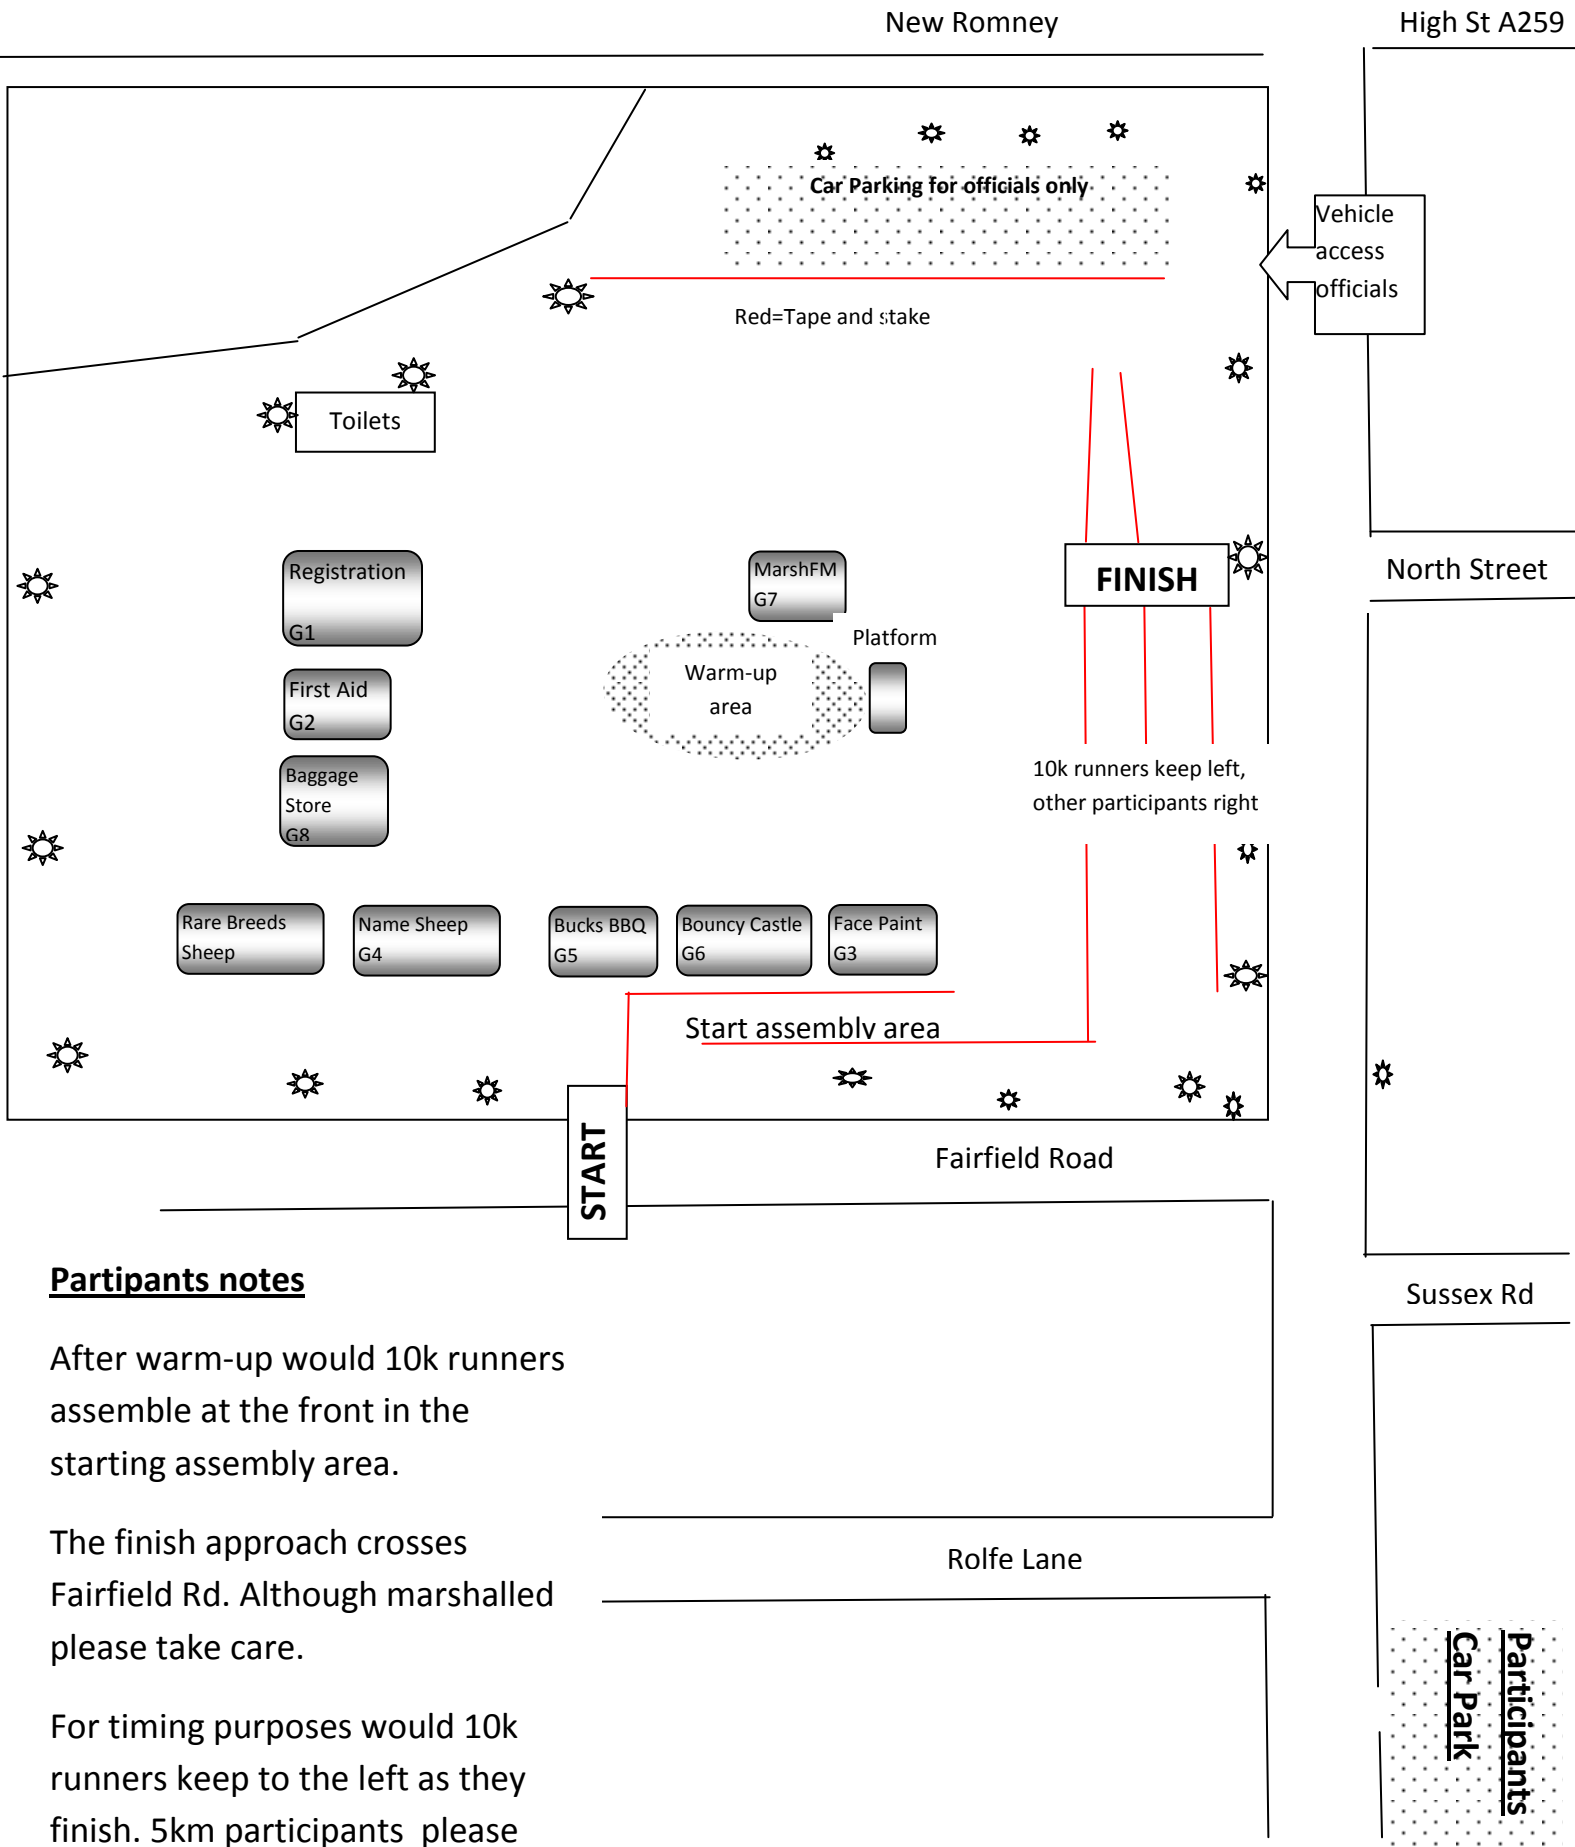 New Romney
High St A259
Car Parking for officials only
Vehicle
access
officials
Red=Tape and stake
Toilets
Registration
G1
MarshFM
G7
FINISH
North Street
Platform
First Aid
G2
Warm-up
area
Baggage
Store
G8
10k runners keep left,
other participants right
Rare Breeds
Sheep
Name Sheep
G4
Bucks BBQ
G5
Bouncy Castle
G6
Face Paint
G3
Start assembly area
START
Fairfield Road
Sussex Rd
Partipants notes
After warm-up would 10k runners
assemble at the front in the
starting assembly area.
The finish approach crosses
Fairfield Rd. Although marshalled
please take care.
For timing purposes would 10k
runners keep to the left as they
finish. 5km participants  please
Rolfe Lane
Participants
Car Park